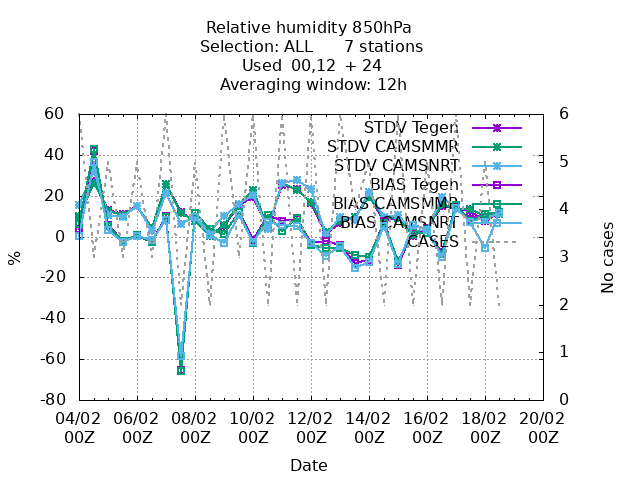 Relative humidity 850hPa
Selection: ALL 7 stations
Used 00,12 + 24
Averaging window: 12h
60
40
20
0
-20
-40
-60
-80
%
6
5
4
3
2
1
0
No cases
STDV Tegen
STDV CAMSMMR
STDV CAMSNRT
BIAS Tegen
BIAS CAMSMMR
BIAS CAMSNRT
CASES
04/02 06/02 08/02 10/02 12/02 14/02 16/02 18/02 20/02
00Z 00Z 00Z 00Z 00Z 00Z 00Z 00Z 00Z
Date